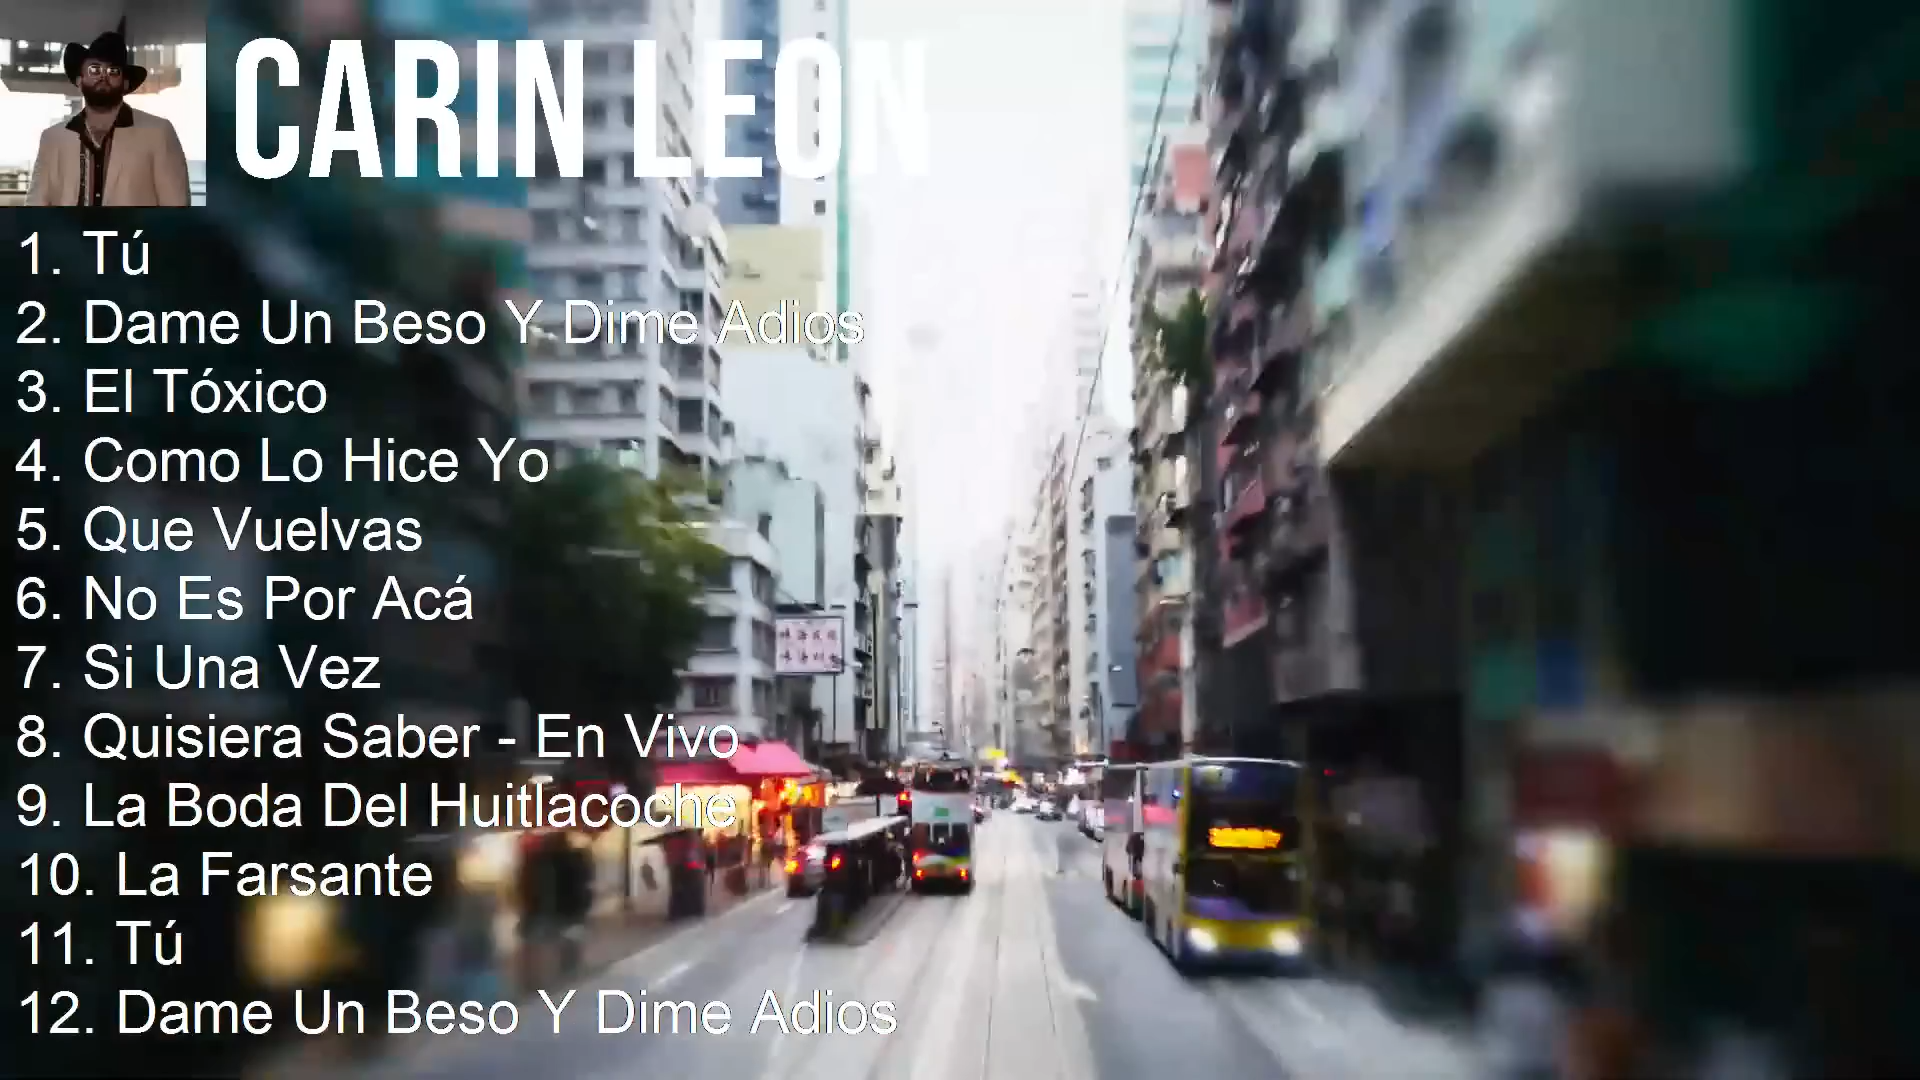 CARIN LEON
1. Tú
2. Dame Un Beso Y Dime Adios
3. El Tóxico
4. Como Lo Hice Yo
5. Que Vuelvas
6. No Es Por Acá
7. Si Una Vez
8. Quisiera Saber - En Vivo
9. La Boda Del Huitlacoche
10. La Farsante
11. Tú
12. Dame Un Beso Y Dime Adios